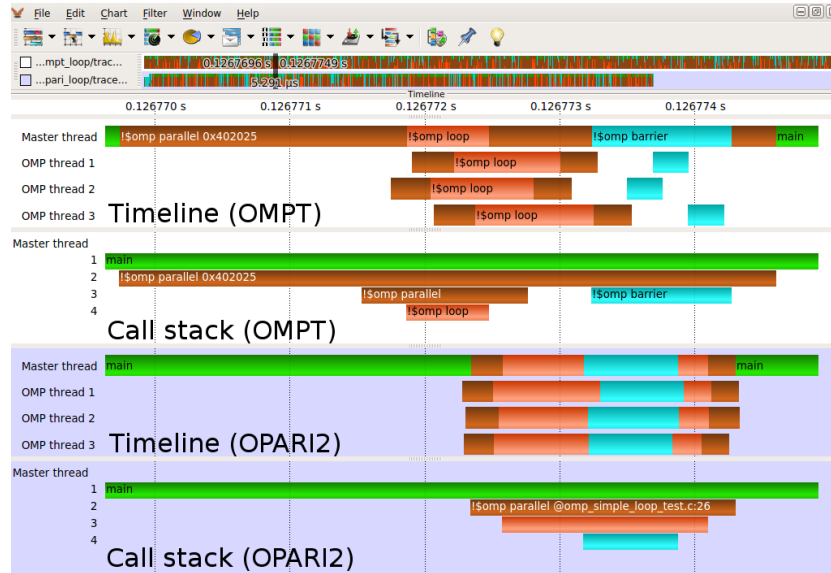 File Edit Chart Filter Window Help
...mpt_loop/trac... 0.1267696 s 0.1267749 s
...pari_loop/trace... 5.291 µs
Timeline
0.126770 s 0.126771 s 0.126772 s 0.126773 s 0.126774 s
Master thread !$omp parallel 0x402025 !$omp loop !$omp barrier main
OMP thread 1 !$omp loop
OMP thread 2 !$omp loop
OMP thread 3 !$omp loop
Timeline (OMPT)
Master thread
1 main
2 !$omp parallel 0x402025
3 !$omp parallel !$omp barrier
4 !$omp loop
Call stack (OMPT)
Master thread main main
OMP thread 1
OMP thread 2
OMP thread 3
Timeline (OPARI2)
Master thread
1 main
2 !$omp parallel @omp_simple_loop_test.c:26
3
4
Call stack (OPARI2)